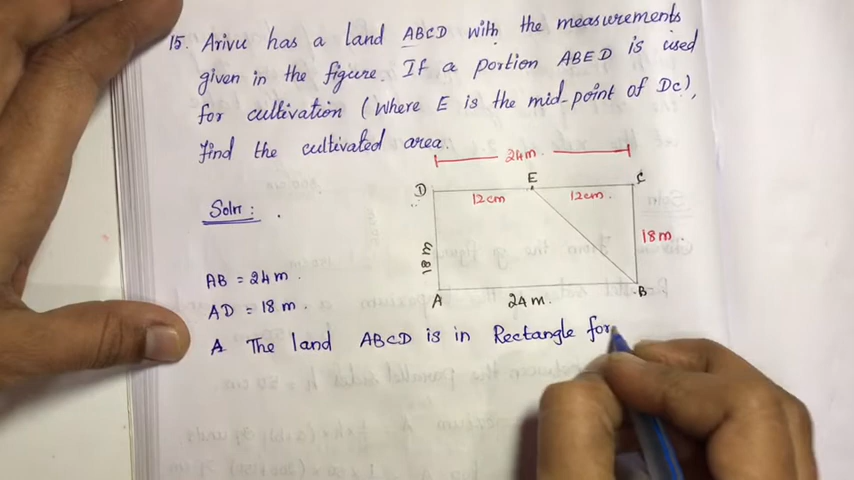 15. Arivu has a land ABCD with the measurements
given in the figure. If a portion ABED is used
for cultivation (Where E is the mid-point of DC),
find the cultivated area.
24m.
D E C
12cm 12cm.
Soln :
18m
18m.
AB = 24m.
A 24m. B
AD = 18m.
A The land ABCD is in Rectangle for